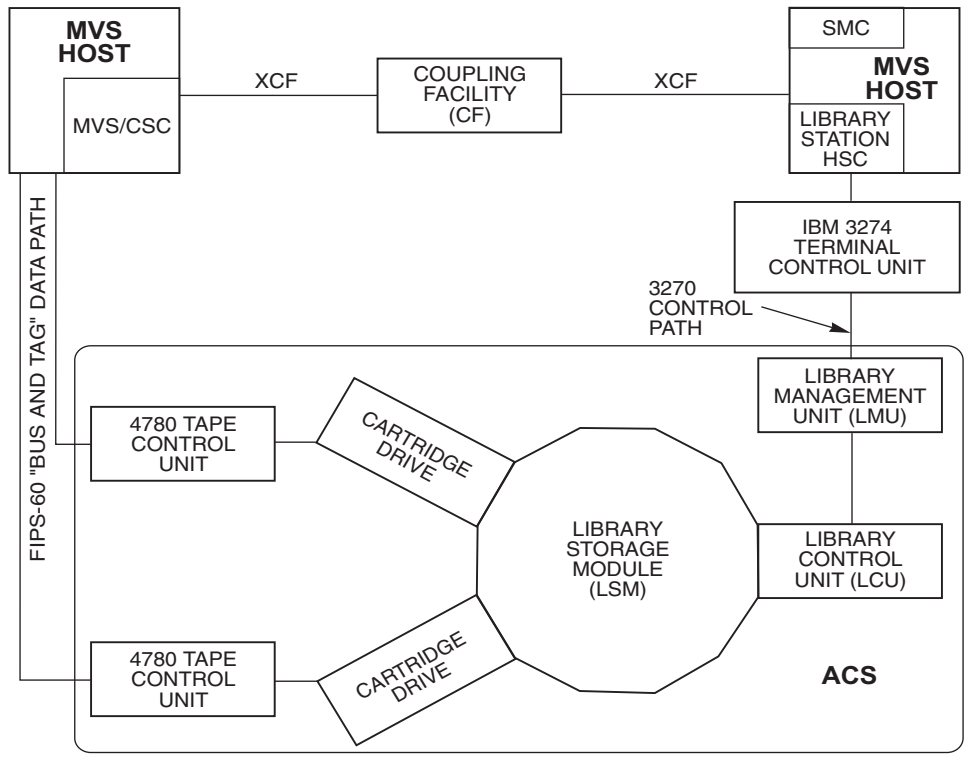 MVS
HOST
MVS/CSC
XCF
COUPLING
FACILITY
(CF)
XCF
SMC
MVS
HOST
LIBRARY
STATION
HSC
IBM 3274
TERMINAL
CONTROL UNIT
3270
CONTROL
PATH
FIPS-60 "BUS AND TAG" DATA PATH
LIBRARY
MANAGEMENT
UNIT (LMU)
4780 TAPE
CONTROL
UNIT
CARTRIDGE
DRIVE
LIBRARY
STORAGE
MODULE
(LSM)
LIBRARY
CONTROL
UNIT (LCU)
4780 TAPE
CONTROL
UNIT
CARTRIDGE
DRIVE
ACS